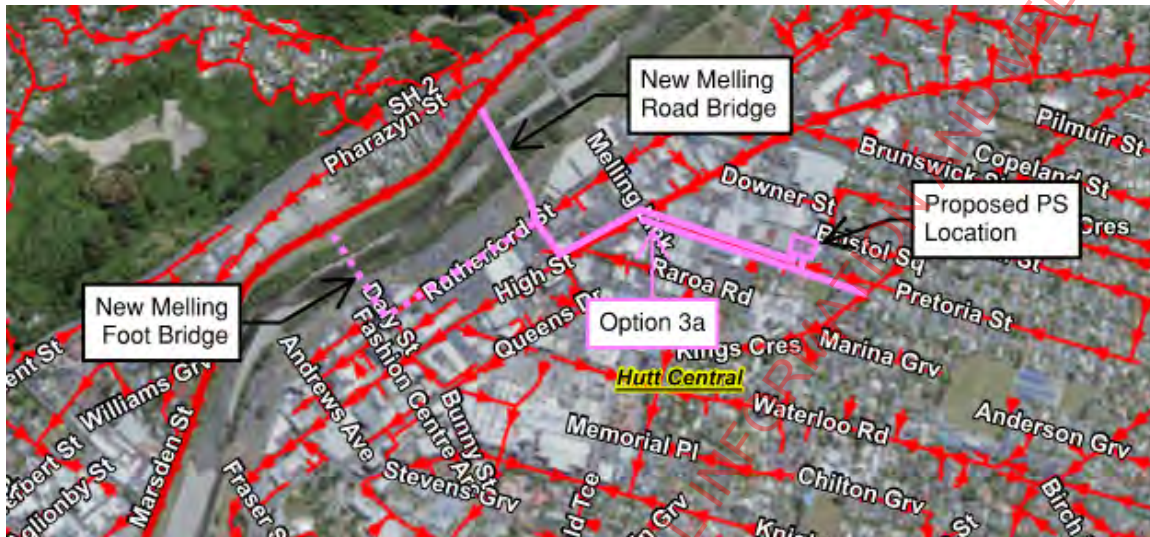 New Melling
Road Bridge
SH 2
Pharazyn St
Pilmuir St
Copeland St
Brunswick St
Melling
Downer St
Proposed PS
Location
Cres
Bristol Sq
Rutherford St
High St
Raroa Rd
Pretoria St
New Melling
Foot Bridge
Daly St
Queens Dr
Option 3a
Kings Cres
Marina Grv
Fashion Centre
Andrews Ave
Hutt Central
Williams Grv
Bunny St
Waterloo Rd
Anderson Grv
Memorial Pl
Marsden St
Stevens Grv
Chilton Grv
Birch
Fraser S
St